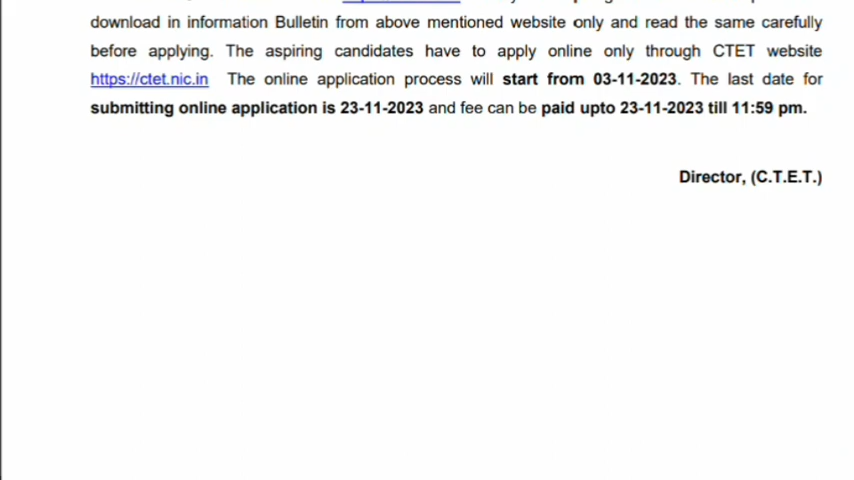 download in information Bulletin from above mentioned website only and read the same carefully
before applying. The aspiring candidates have to apply online only through CTET website
https://ctet.nic.in The online application process will start from 03-11-2023. The last date for
submitting online application is 23-11-2023 and fee can be paid upto 23-11-2023 till 11:59 pm.
Director, (C.T.E.T.)